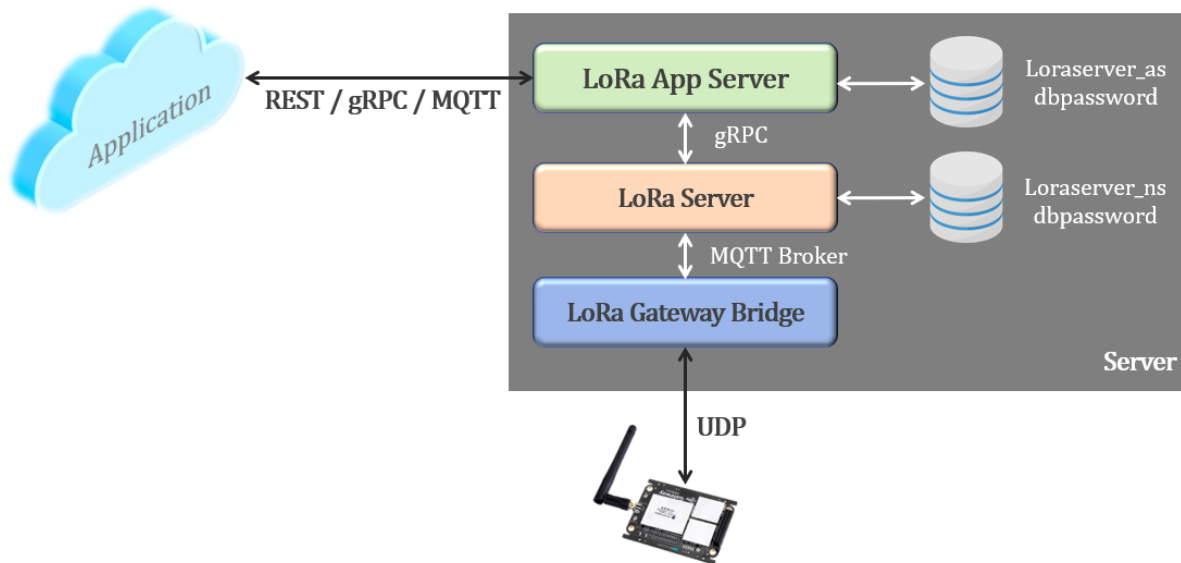 Application
REST / gRPC / MQTT
LoRa App Server
Loraserver_as
dbpassword
gRPC
LoRa Server
Loraserver_ns
dbpassword
MQTT Broker
LoRa Gateway Bridge
Server
UDP
Gateway